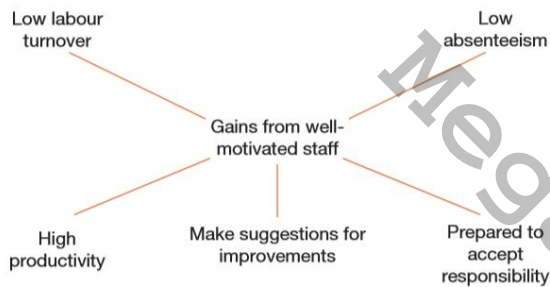 Low labour
turnover
Low
absenteeism
Gains from well-
motivated staff
High
productivity
Make suggestions for
improvements
Prepared to
accept
responsibility